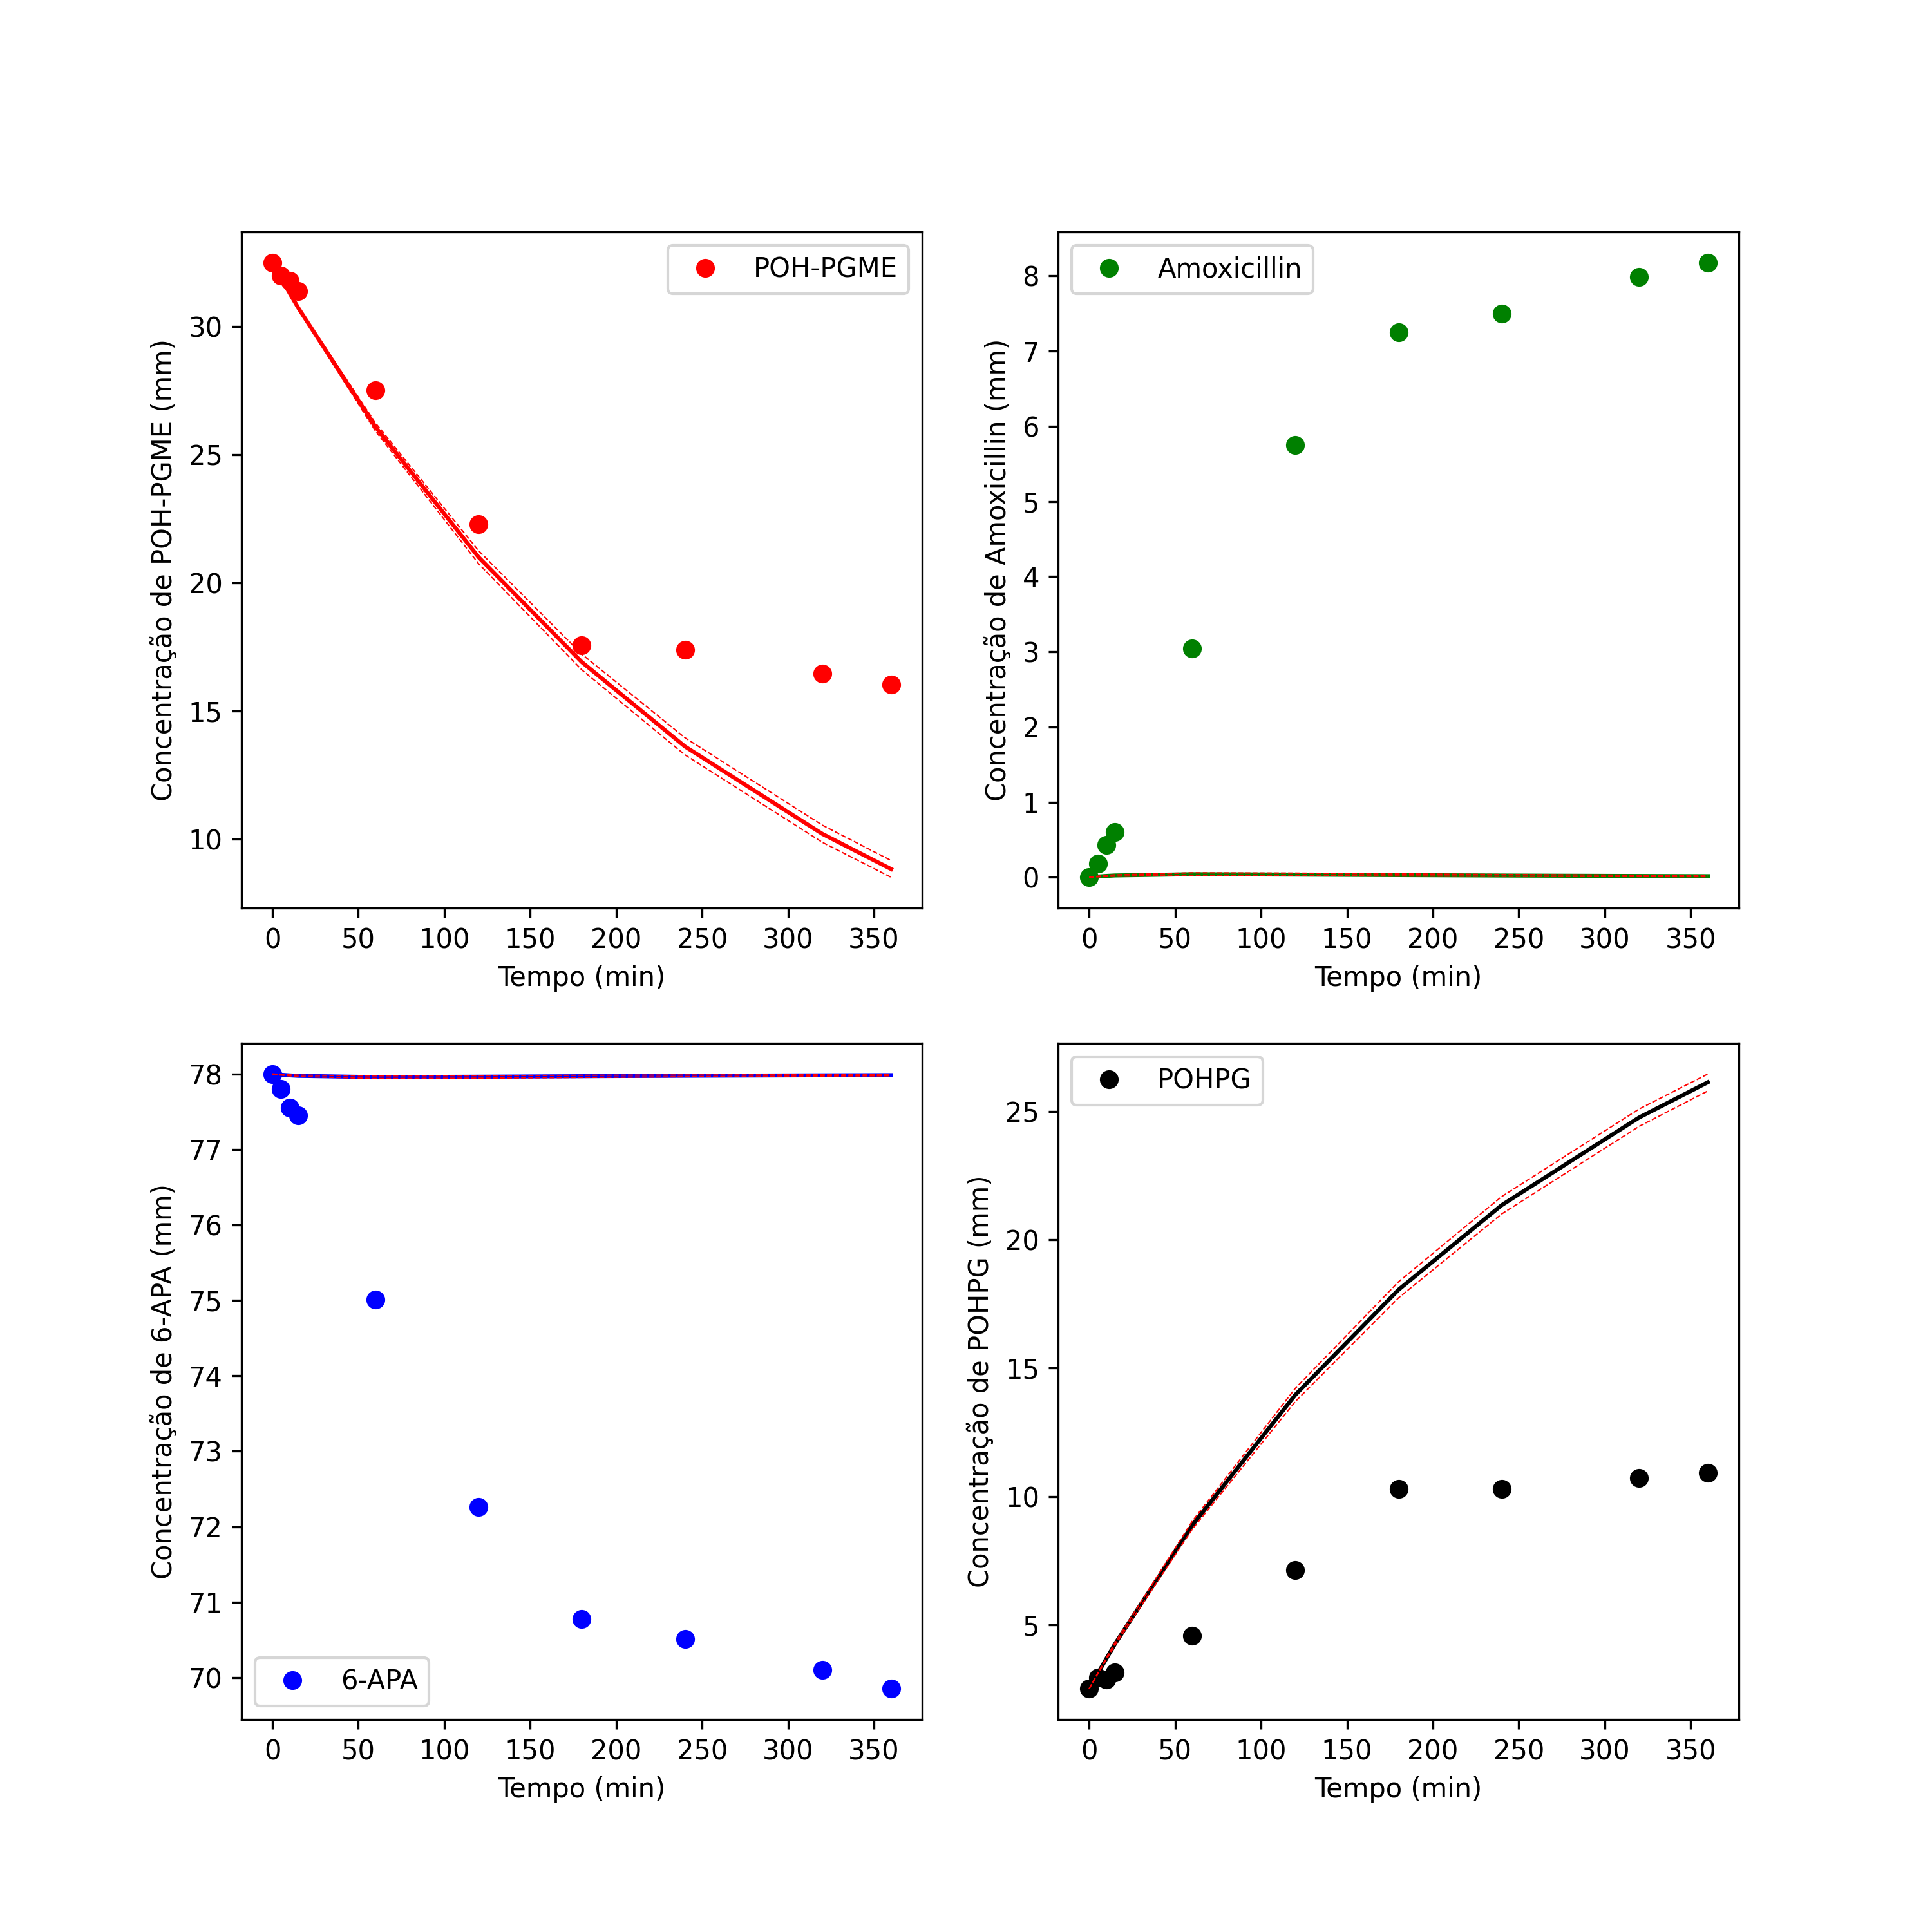 POH-PGME
Concentração de POH-PGME (mm)
30
25
20
15
10
0 50 100 150 200 250 300 350
Tempo (min)
Amoxicillin
Concentração de Amoxicillin (mm)
8
7
6
5
4
3
2
1
0
0 50 100 150 200 250 300 350
Tempo (min)
Concentração de 6-APA (mm)
78
77
76
75
74
73
72
71
70
6-APA
0 50 100 150 200 250 300 350
Tempo (min)
POHPG
Concentração de POHPG (mm)
25
20
15
10
5
0 50 100 150 200 250 300 350
Tempo (min)